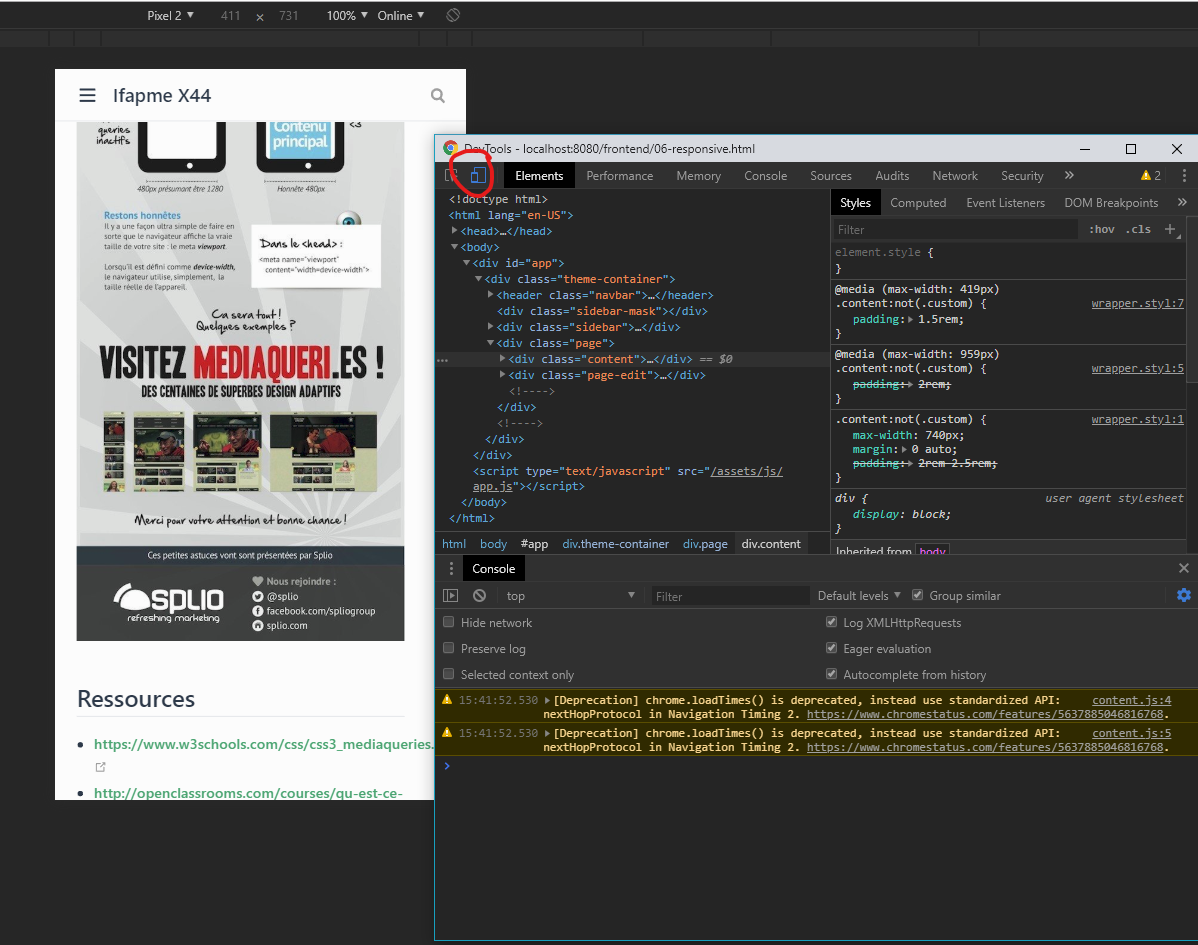 Pixel 2 ▼ 411 × 731 100% ▼ Online ▼
Ifapme X44
queries
inactifs
Contenu
principal
<3
480px présumant être 1280
Honnête 480px
Restons honnêtes
Il y a une façon ultra simple de faire en
sorte que le navigateur affiche la vraie
taille de votre site : le meta viewport.
Lorsqu'il est défini comme device-width,
le navigateur utilise, simplement, la
taille réelle de l'appareil.
Dans le <head> :
<meta name="viewport"
content="width=device-width">
Ca sera tout !
Quelques exemples ?
VISITEZ MEDIAQUERI.ES !
DES CENTAINES DE SUPERBES DESIGN ADAPTIFS
Merci pour votre attention et bonne chance !
Ces petites astuces vont sont présentées par Splio
SPLIO
refreshing marketing
Nous rejoindre :
@splio
facebook.com/spliogroup
splio.com
Ressources
https://www.w3schools.com/css/css3_mediaqueries.
http://openclassrooms.com/courses/qu-est-ce-
DevTools - localhost:8080/frontend/06-responsive.html
Elements Performance Memory Console Sources Audits Network Security » 2
<!doctype html>
<html lang="en-US">
<head>…</head>
<body>
<div id="app">
<div class="theme-container">
<header class="navbar">…</header>
<div class="sidebar-mask"></div>
<div class="sidebar">…</div>
<div class="page">
… <div class="content">…</div> == $0
<div class="page-edit">…</div>
<!---->
</div>
<!---->
</div>
</div>
<script type="text/javascript" src="/assets/js/
app.js"></script>
</body>
</html>
html body #app div.theme-container div.page div.content
Styles Computed Event Listeners DOM Breakpoints »
Filter :hov .cls +
element.style {
}
@media (max-width: 419px)
.content:not(.custom) { wrapper.styl:7
padding: 1.5rem;
}
@media (max-width: 959px)
.content:not(.custom) { wrapper.styl:5
padding: 2rem;
}
.content:not(.custom) { wrapper.styl:1
max-width: 740px;
margin: 0 auto;
padding: 2rem 2.5rem;
}
div { user agent stylesheet
display: block;
}
Inherited from body
Console
top ▼ Filter Default levels ▼ Group similar
Hide network Log XMLHttpRequests
Preserve log Eager evaluation
Selected context only Autocomplete from history
15:41:52.530 [Deprecation] chrome.loadTimes() is deprecated, instead use standardized API: content.js:4
nextHopProtocol in Navigation Timing 2. https://www.chromestatus.com/features/5637885046816768.
15:41:52.530 [Deprecation] chrome.loadTimes() is deprecated, instead use standardized API: content.js:5
nextHopProtocol in Navigation Timing 2. https://www.chromestatus.com/features/5637885046816768.